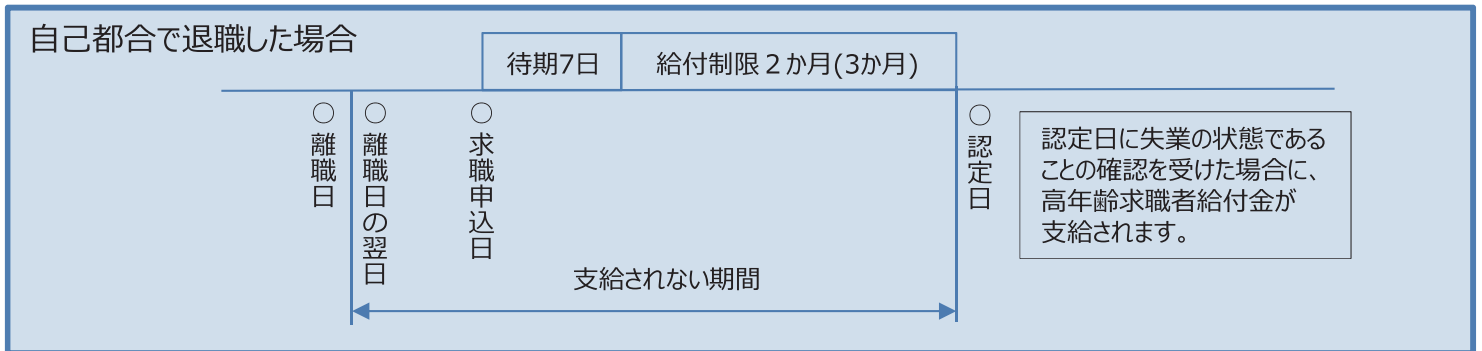 自己都合で退職した場合
待期7日
給付制限２か月(3か月)
○離職日
○離職日の翌日
○求職申込日
○認定日
認定日に失業の状態である
ことの確認を受けた場合に、
高年齢求職者給付金が
支給されます。
支給されない期間